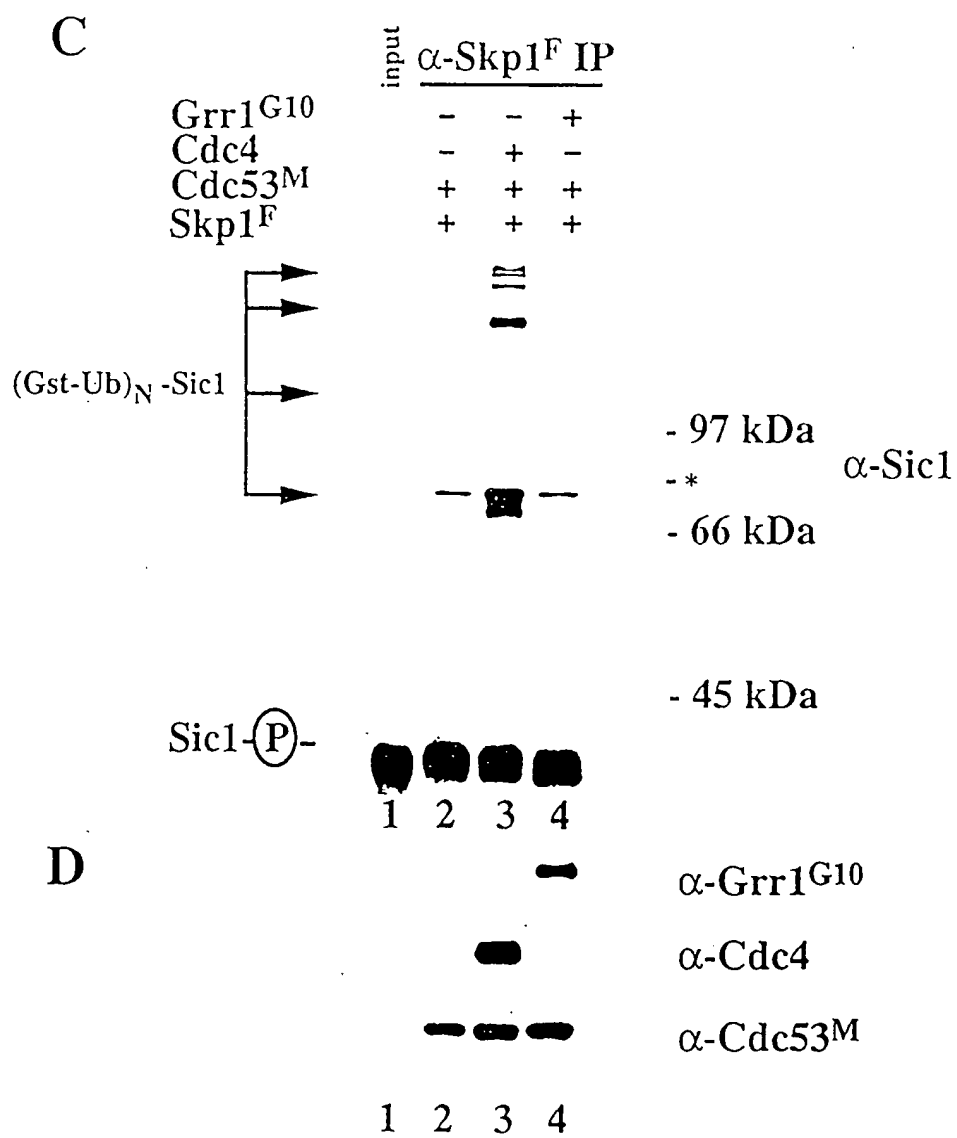 C
input
α-Skp1F IP
Grr1G10 - - +
Cdc4 - + -
Cdc53M + + +
Skp1F + + +
(Gst-Ub)N -Sic1
- 97 kDa
α-Sic1
- *
- 66 kDa
- 45 kDa
Sic1-P-
1 2 3 4
D
α-Grr1G10
α-Cdc4
α-Cdc53M
1 2 3 4